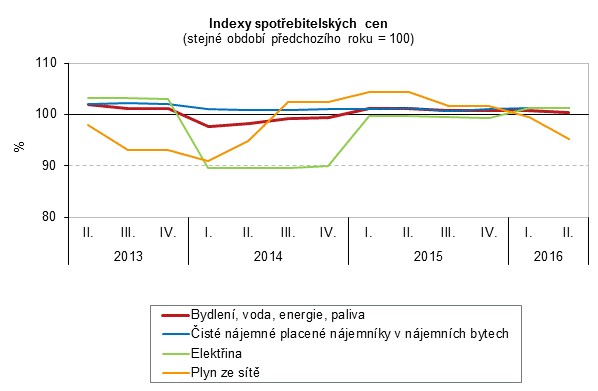 Indexy spotřebitelských cen
(stejné období předchozího roku = 100)
110
100
90
80
%
II. III. IV. I. II. III. IV. I. II. III. IV. I. II.
2013 2014 2015 2016
Bydlení, voda, energie, paliva
Čisté nájemné placené nájemníky v nájemních bytech
Elektřina
Plyn ze sítě